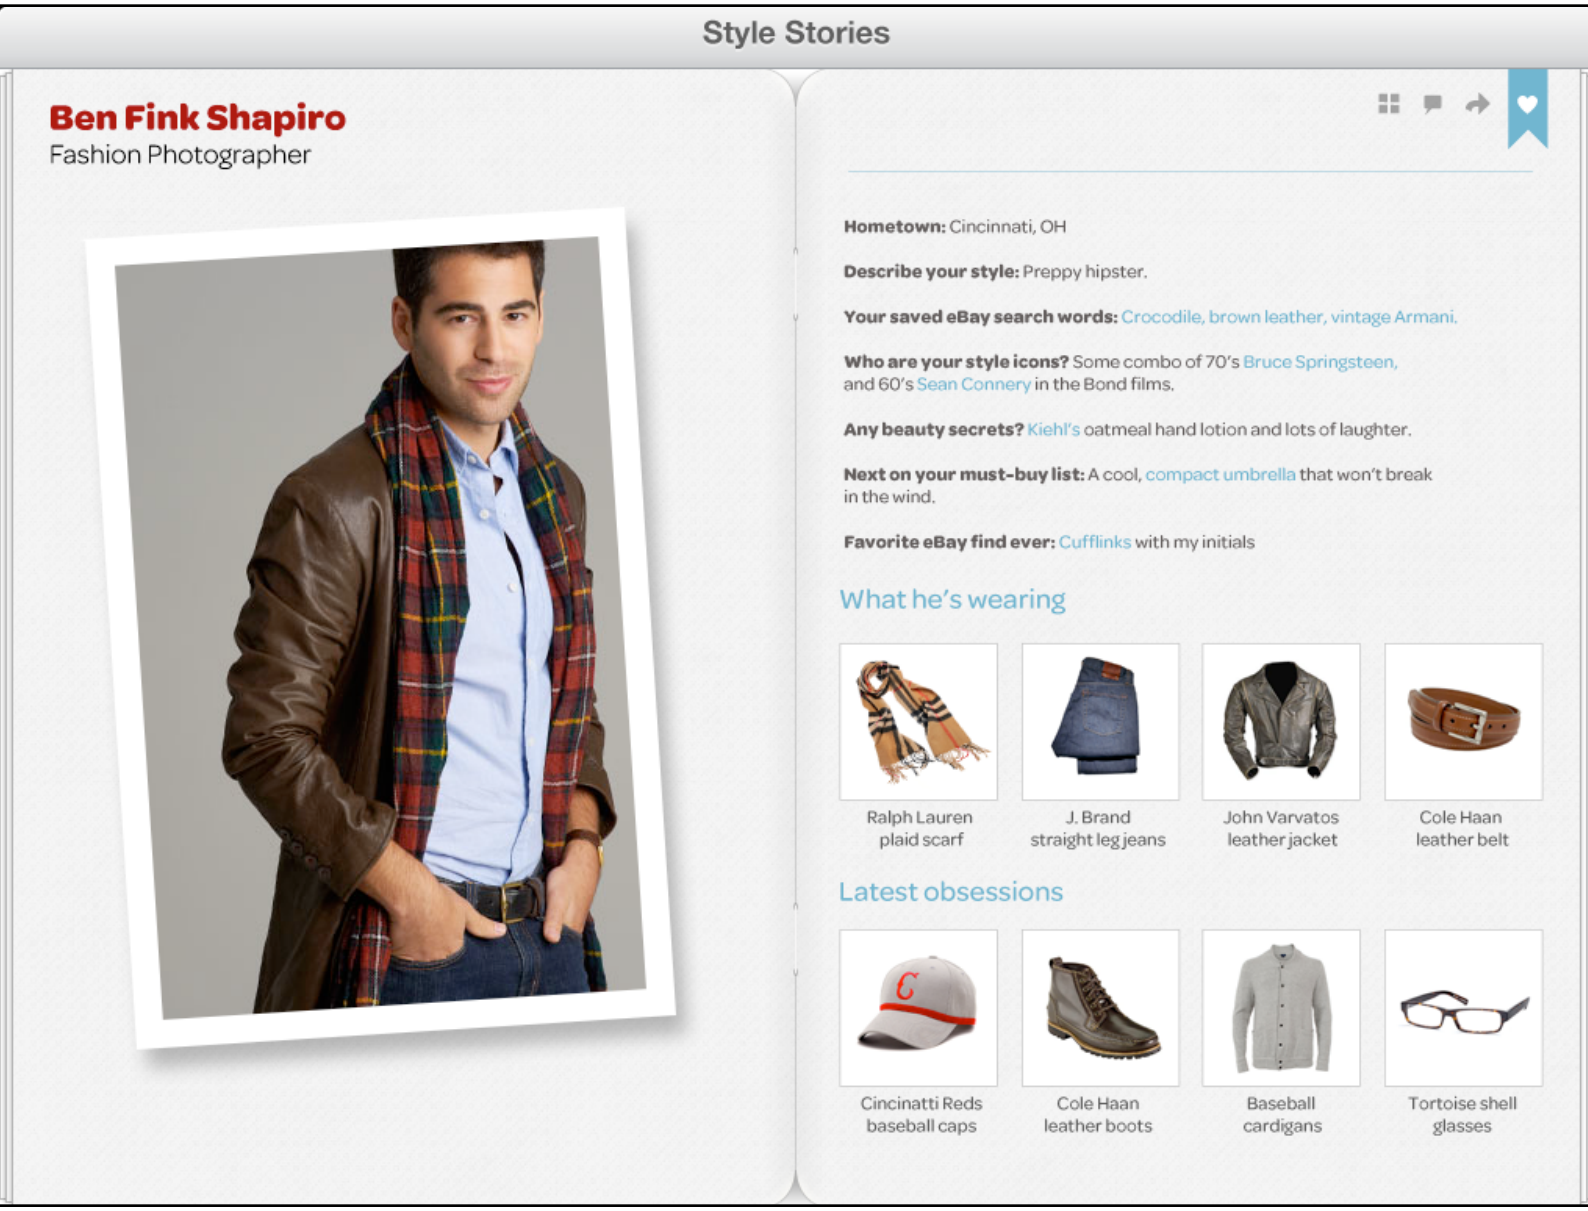 Style Stories
Ben Fink Shapiro
Fashion Photographer
Hometown: Cincinnati, OH
Describe your style: Preppy hipster.
Your saved eBay search words: Crocodile, brown leather, vintage Armani.
Who are your style icons? Some combo of 70's Bruce Springsteen,
and 60's Sean Connery in the Bond films.
Any beauty secrets? Kiehl's oatmeal hand lotion and lots of laughter.
Next on your must-buy list: A cool, compact umbrella that won't break
in the wind.
Favorite eBay find ever: Cufflinks with my initials
What he's wearing
Ralph Lauren
plaid scarf
J. Brand
straight leg jeans
John Varvatos
leather jacket
Cole Haan
leather belt
Latest obsessions
C
Cincinatti Reds
baseball caps
Cole Haan
leather boots
Baseball
cardigans
Tortoise shell
glasses